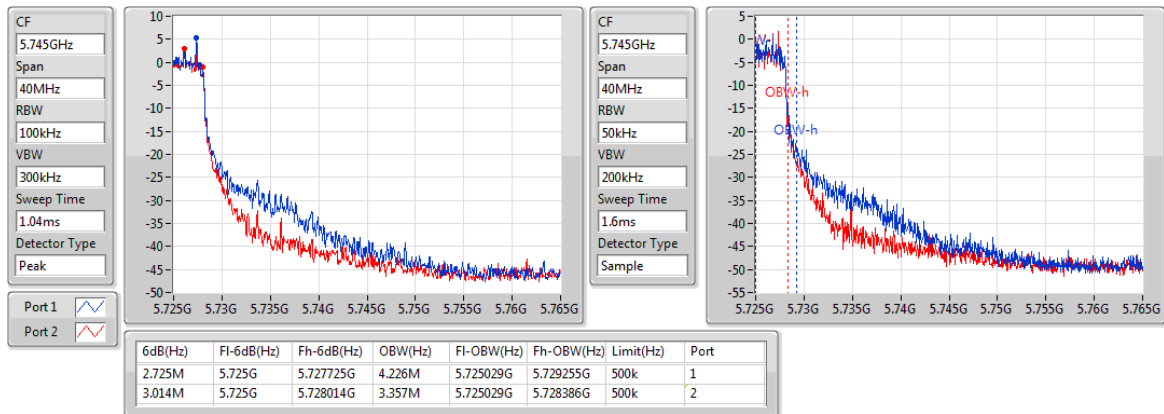 CF
5.745GHz
Span
40MHz
RBW
100kHz
VBW
300kHz
Sweep Time
1.04ms
Detector Type
Peak
Port 1
Port 2
10
5
0
-5
-10
-15
-20
-25
-30
-35
-40
-45
-50
5.725G 5.73G 5.735G 5.74G 5.745G 5.75G 5.755G 5.76G 5.765G
CF
5.745GHz
Span
40MHz
RBW
50kHz
VBW
200kHz
Sweep Time
1.6ms
Detector Type
Sample
5
0
-5
-10
-15
-20
-25
-30
-35
-40
-45
-50
-55
OBW-h
OBW-h
5.725G 5.73G 5.735G 5.74G 5.745G 5.75G 5.755G 5.76G 5.765G
6dB(Hz) Fl-6dB(Hz) Fh-6dB(Hz) OBW(Hz) Fl-OBW(Hz) Fh-OBW(Hz) Limit(Hz) Port
2.725M 5.725G 5.727725G 4.226M 5.725029G 5.729255G 500k 1
3.014M 5.725G 5.728014G 3.357M 5.725029G 5.728386G 500k 2